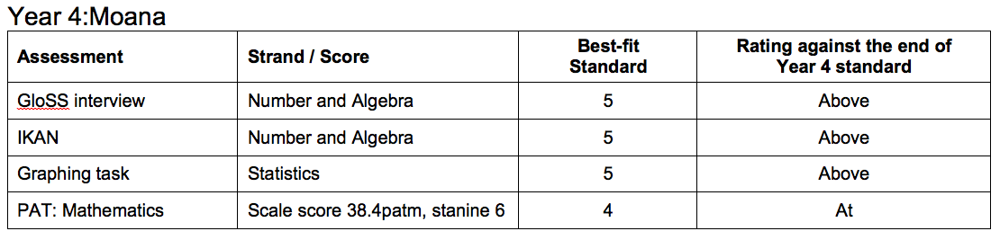 Year 4:Moana
Assessment Strand / Score Best-fit Standard Rating against the end of Year 4 standard
GloSS interview Number and Algebra 5 Above
IKAN Number and Algebra 5 Above
Graphing task Statistics 5 Above
PAT: Mathematics Scale score 38.4patm, stanine 6 4 At